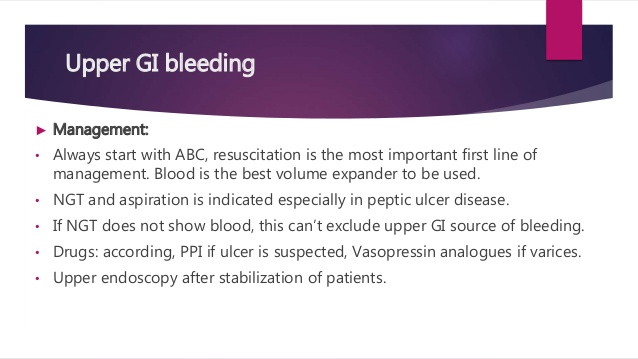 Upper GI bleeding
► Management:
• Always start with ABC, resuscitation is the most important first line of
management. Blood is the best volume expander to be used.
• NGT and aspiration is indicated especially in peptic ulcer disease.
• If NGT does not show blood, this can’t exclude upper GI source of bleeding.
• Drugs: according, PPI if ulcer is suspected, Vasopressin analogues if varices.
• Upper endoscopy after stabilization of patients.